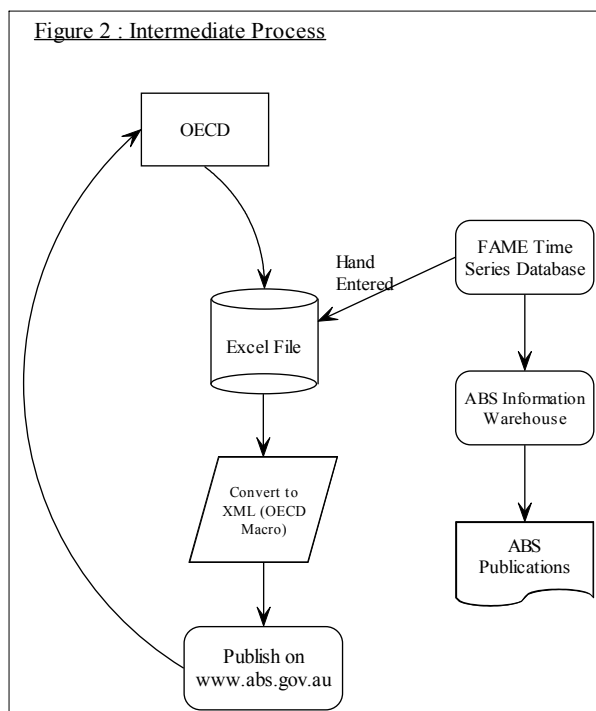 Figure 2 : Intermediate Process
OECD
FAME Time
Series Database
Hand
Entered
Excel File
ABS Information
Warehouse
Convert to
XML (OECD
Macro)
ABS
Publications
Publish on
www.abs.gov.au